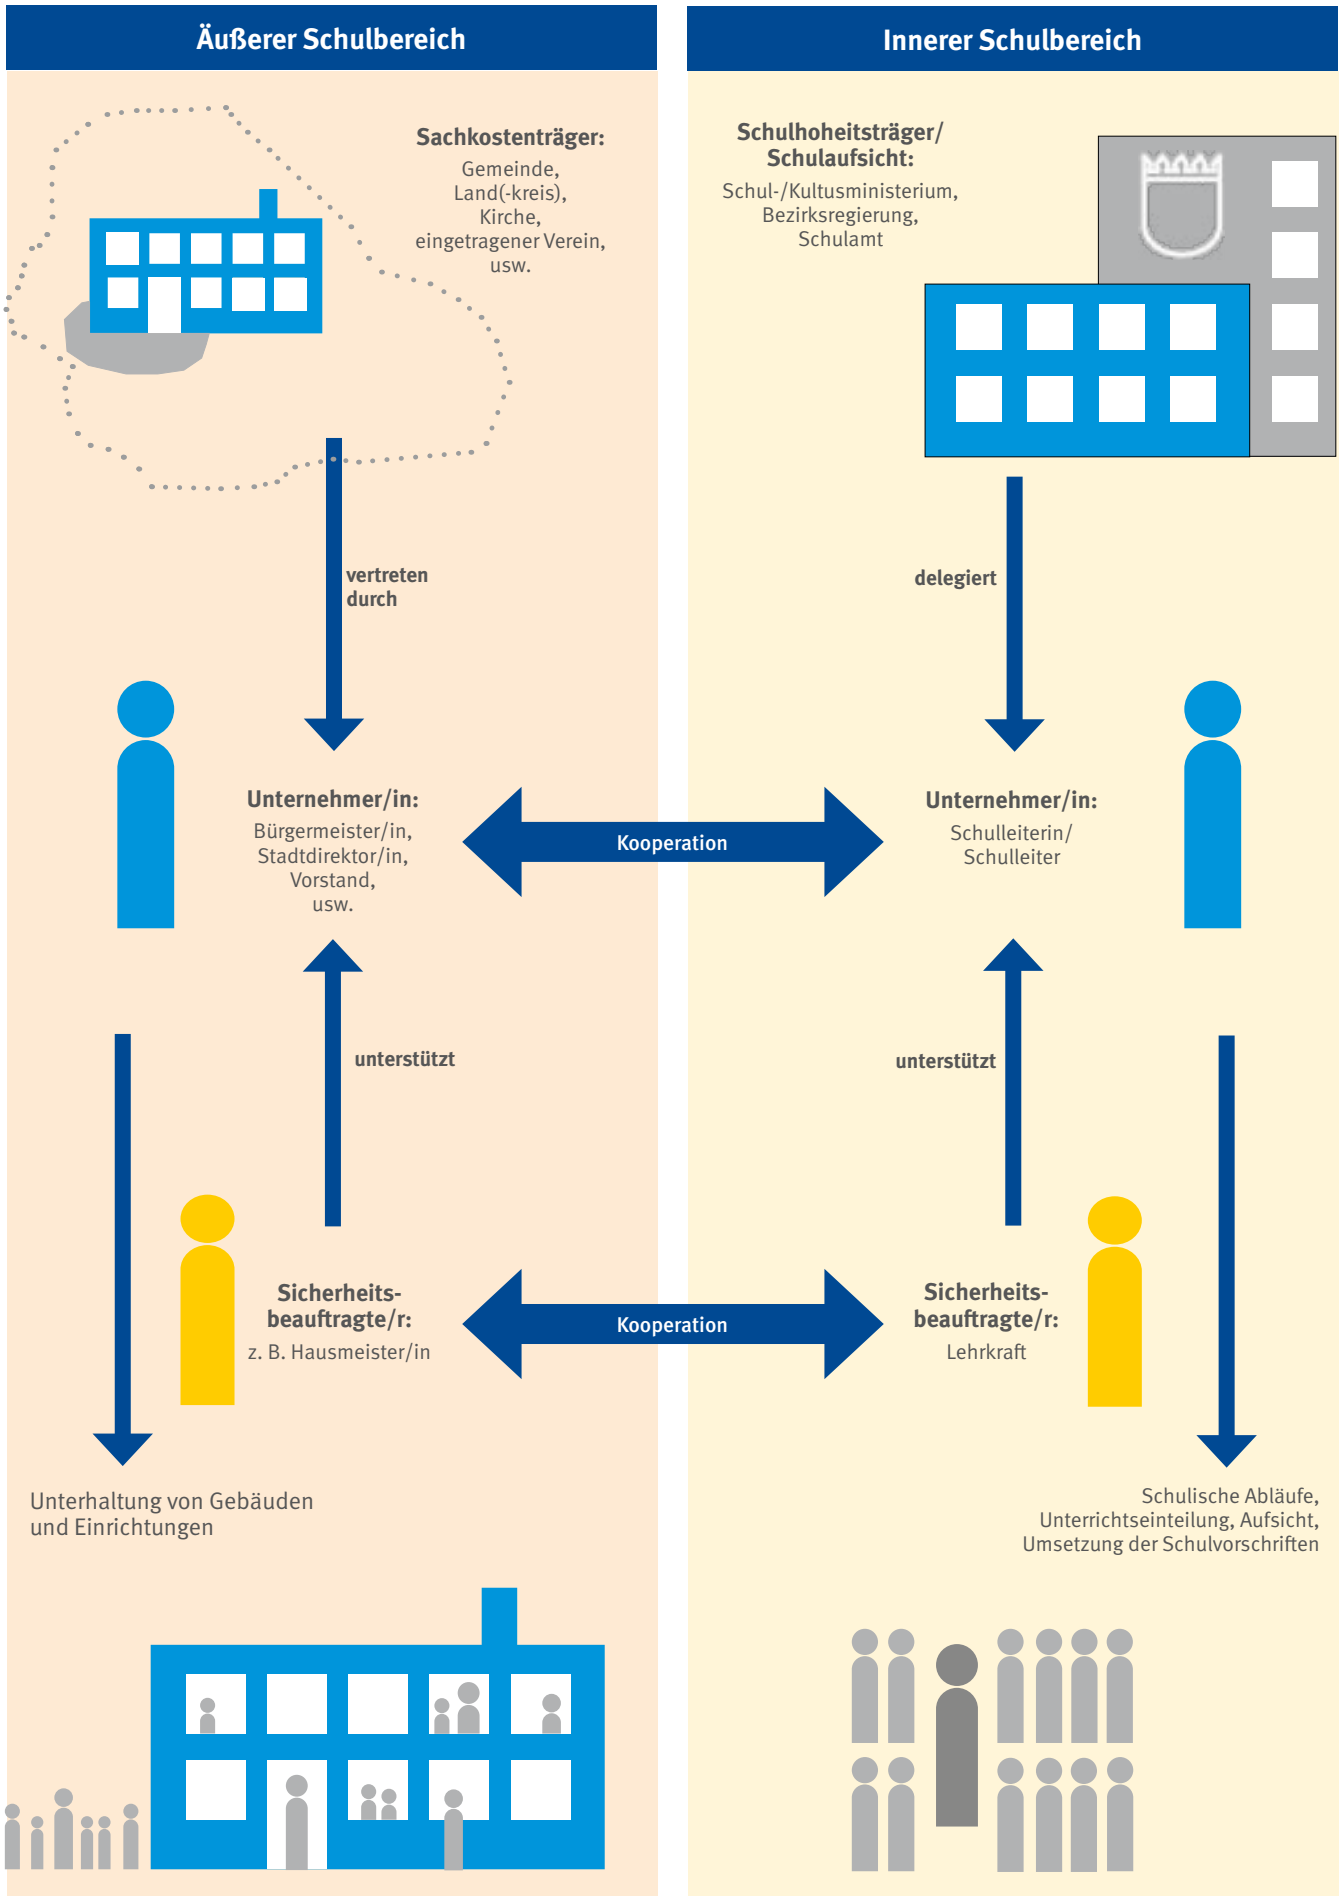 Äußerer Schulbereich
Sachkostenträger:
Gemeinde,
Land(-kreis),
Kirche,
eingetragener Verein,
usw.
vertreten
durch
Unternehmer/in:
Bürgermeister/in,
Stadtdirektor/in,
Vorstand,
usw.
Kooperation
unterstützt
Sicherheits-
beauftragte/r:
z. B. Hausmeister/in
Kooperation
Unterhaltung von Gebäuden
und Einrichtungen
Innerer Schulbereich
Schulhoheitsträger/
Schulaufsicht:
Schul-/Kultusministerium,
Bezirksregierung,
Schulamt
delegiert
Unternehmer/in:
Schulleiterin/
Schulleiter
unterstützt
Sicherheits-
beauftragte/r:
Lehrkraft
Schulische Abläufe,
Unterrichtseinteilung, Aufsicht,
Umsetzung der Schulvorschriften